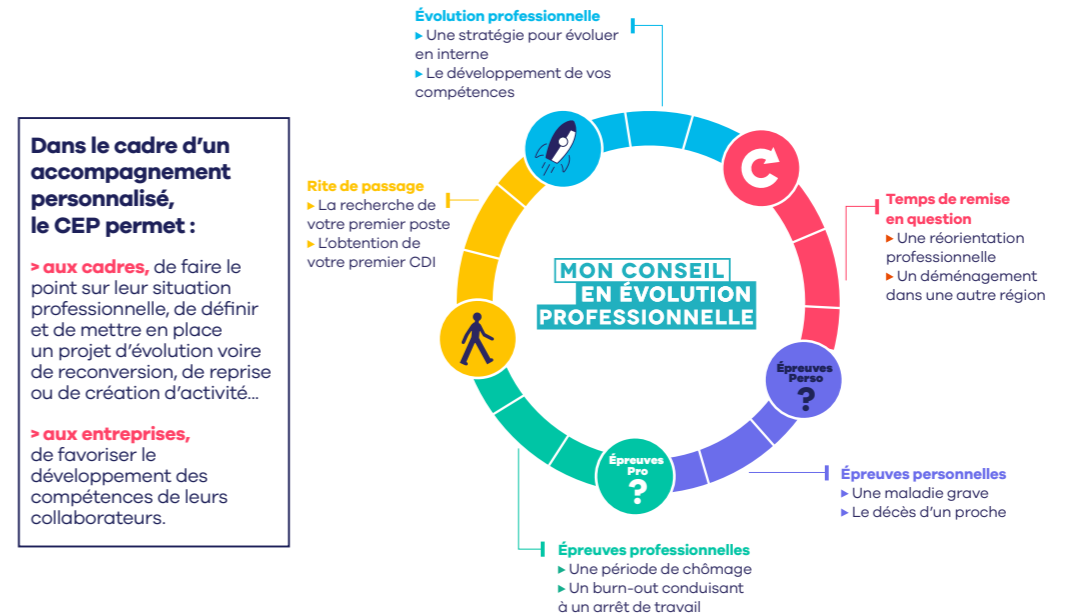 Dans le cadre d’un
accompagnement
personnalisé,
le CEP permet :
> aux cadres, de faire le
point sur leur situation
professionnelle, de définir
et de mettre en place
un projet d’évolution voire
de reconversion, de reprise
ou de création d’activité...
> aux entreprises,
de favoriser le
développement des
compétences de leurs
collaborateurs.
Évolution professionnelle
▸ Une stratégie pour évoluer
en interne
▸ Le développement de vos
compétences
Rite de passage
▸ La recherche de
votre premier poste
▸ L’obtention de
votre premier CDI
MON CONSEIL
EN ÉVOLUTION
PROFESSIONNELLE
Temps de remise
en question
▸ Une réorientation
professionnelle
▸ Un déménagement
dans une autre région
Épreuves
Perso
?
Épreuves
Pro
?
Épreuves personnelles
▸ Une maladie grave
▸ Le décès d’un proche
Épreuves professionnelles
▸ Une période de chômage
▸ Un burn-out conduisant
à un arrêt de travail